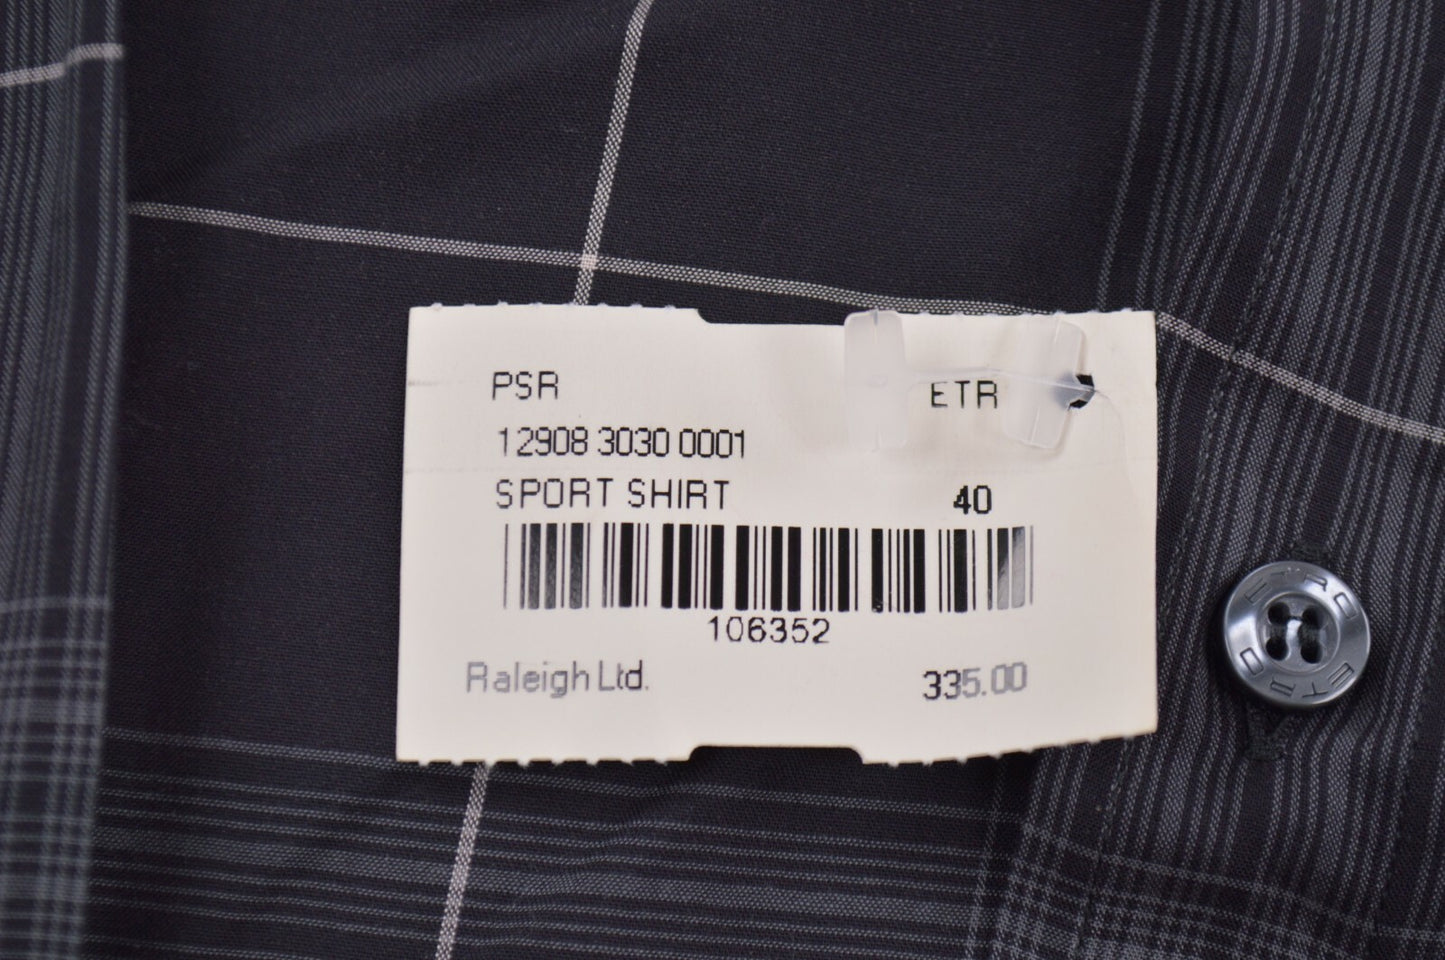 PSR ETR
12908 3030 0001
SPORT SHIRT 40
106352
Raleigh Ltd. 335.00
ETRO
ETRO